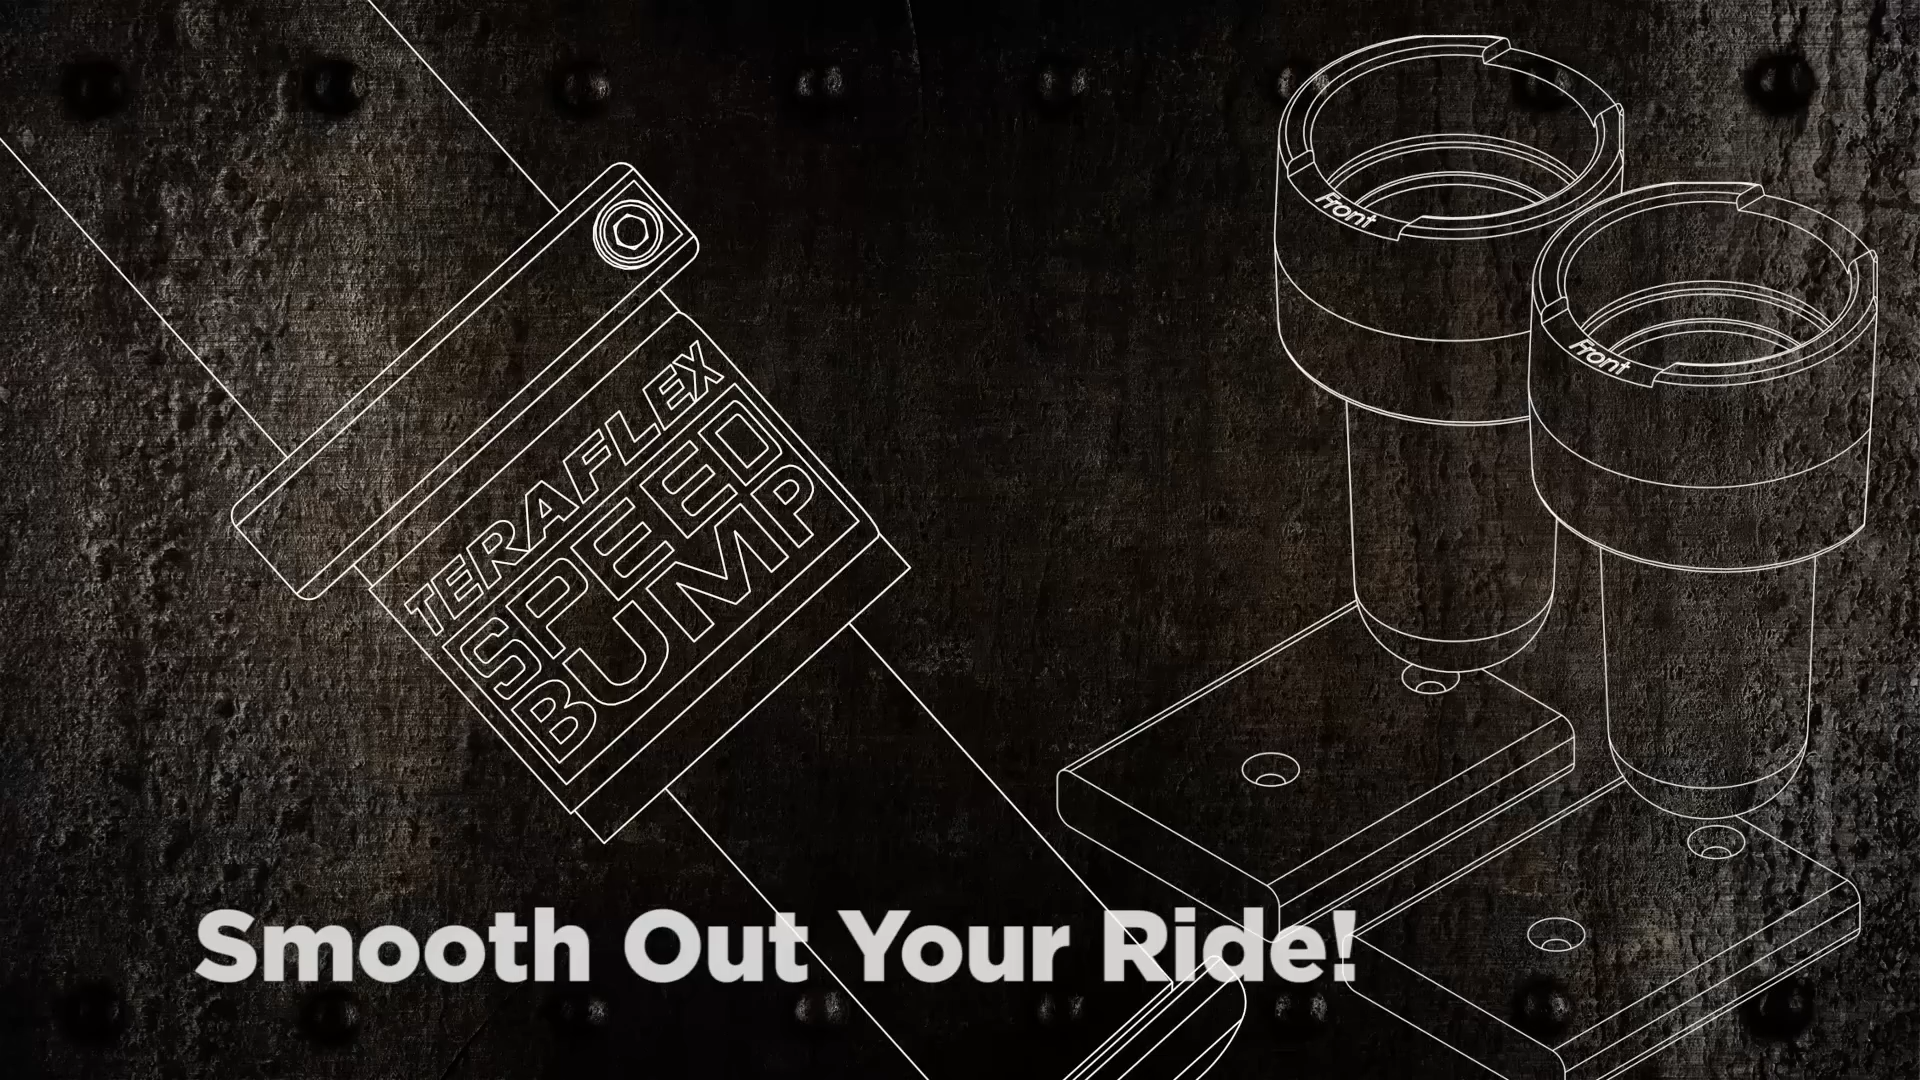 TERAFLEX
SPEED
BUMP
Front
Front
Smooth Out Your Ride!